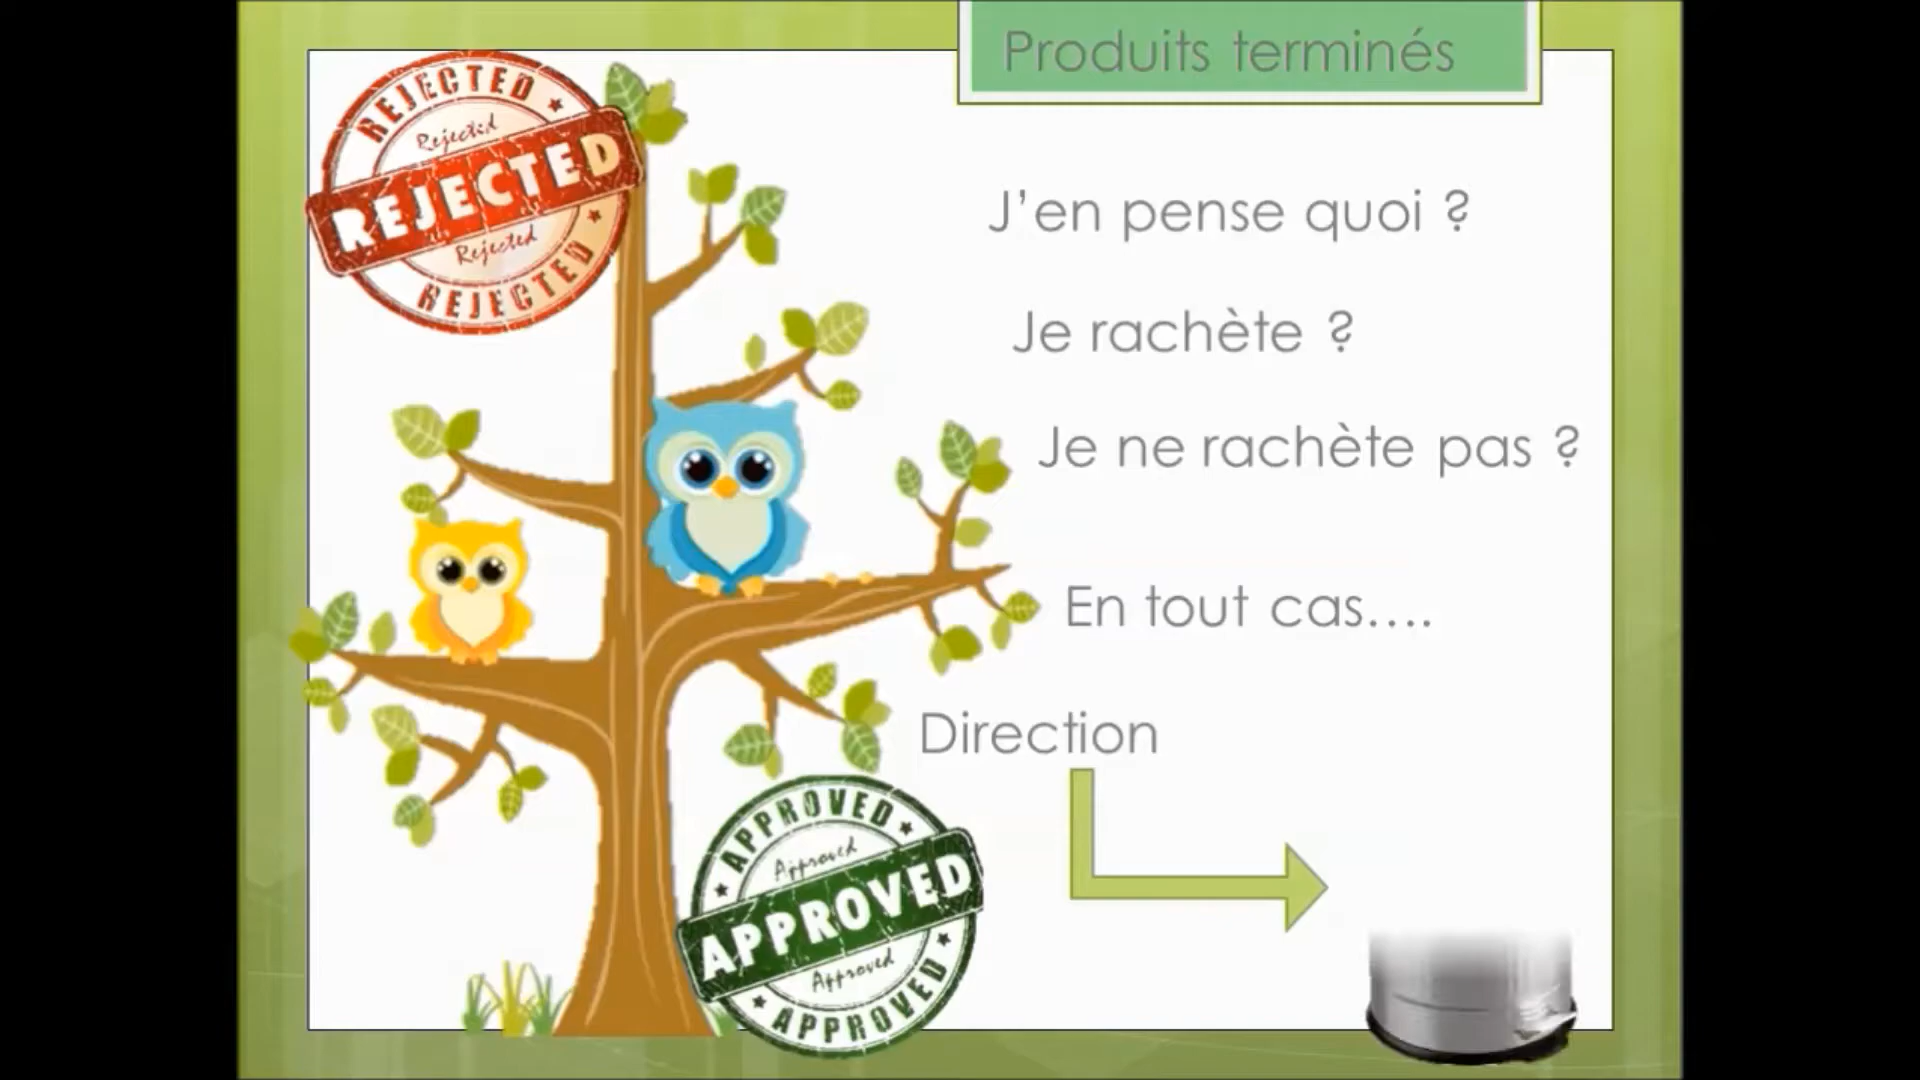 Produits terminés
REJECTED
Rejected
REJECTED
Rejected
REJECTED
J’en pense quoi ?
Je rachète ?
Je ne rachète pas ?
En tout cas....
Direction
APPROVED
Approved
APPROVED
Approved
APPROVED